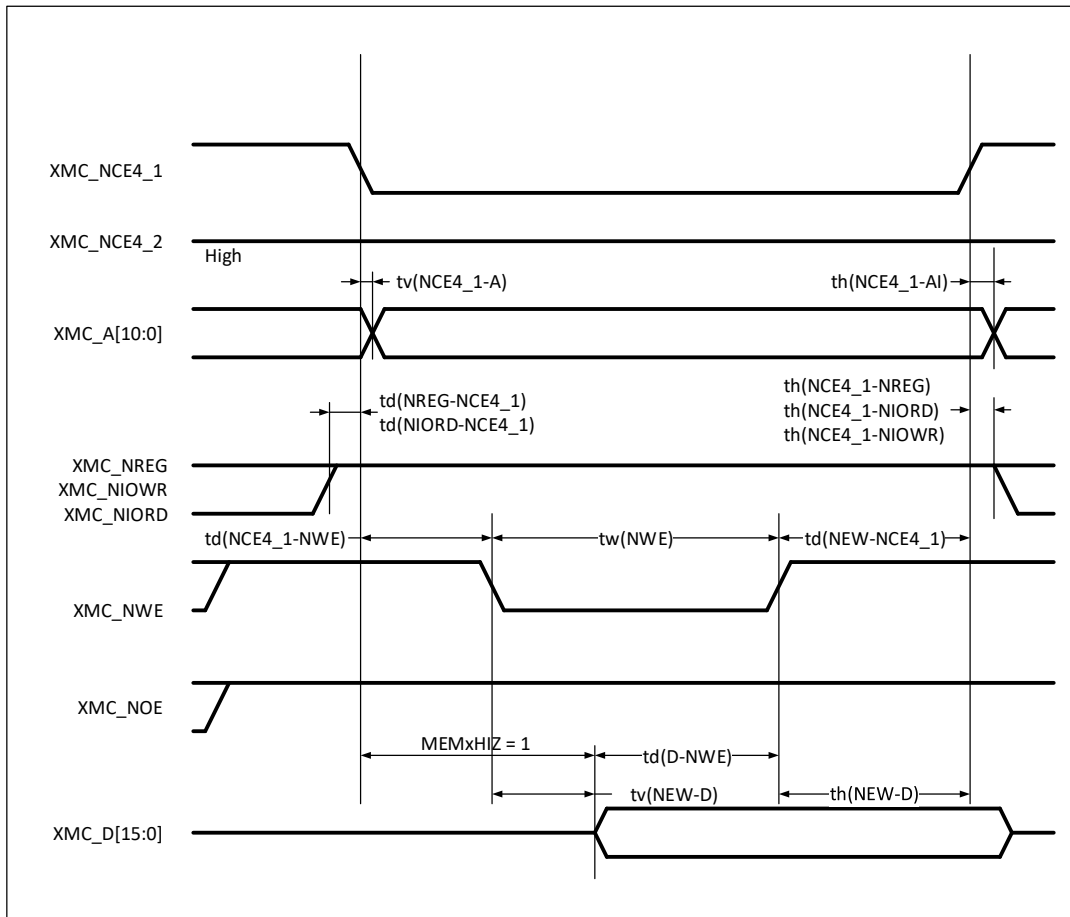 XMC_NCE4_1
XMC_NCE4_2
High
tv(NCE4_1-A)
th(NCE4_1-AI)
XMC_A[10:0]
td(NREG-NCE4_1)
td(NIORD-NCE4_1)
th(NCE4_1-NREG)
th(NCE4_1-NIORD)
th(NCE4_1-NIOWR)
XMC_NREG
XMC_NIOWR
XMC_NIORD
td(NCE4_1-NWE)
tw(NWE)
td(NEW-NCE4_1)
XMC_NWE
XMC_NOE
MEMxHIZ = 1
td(D-NWE)
tv(NEW-D)
th(NEW-D)
XMC_D[15:0]